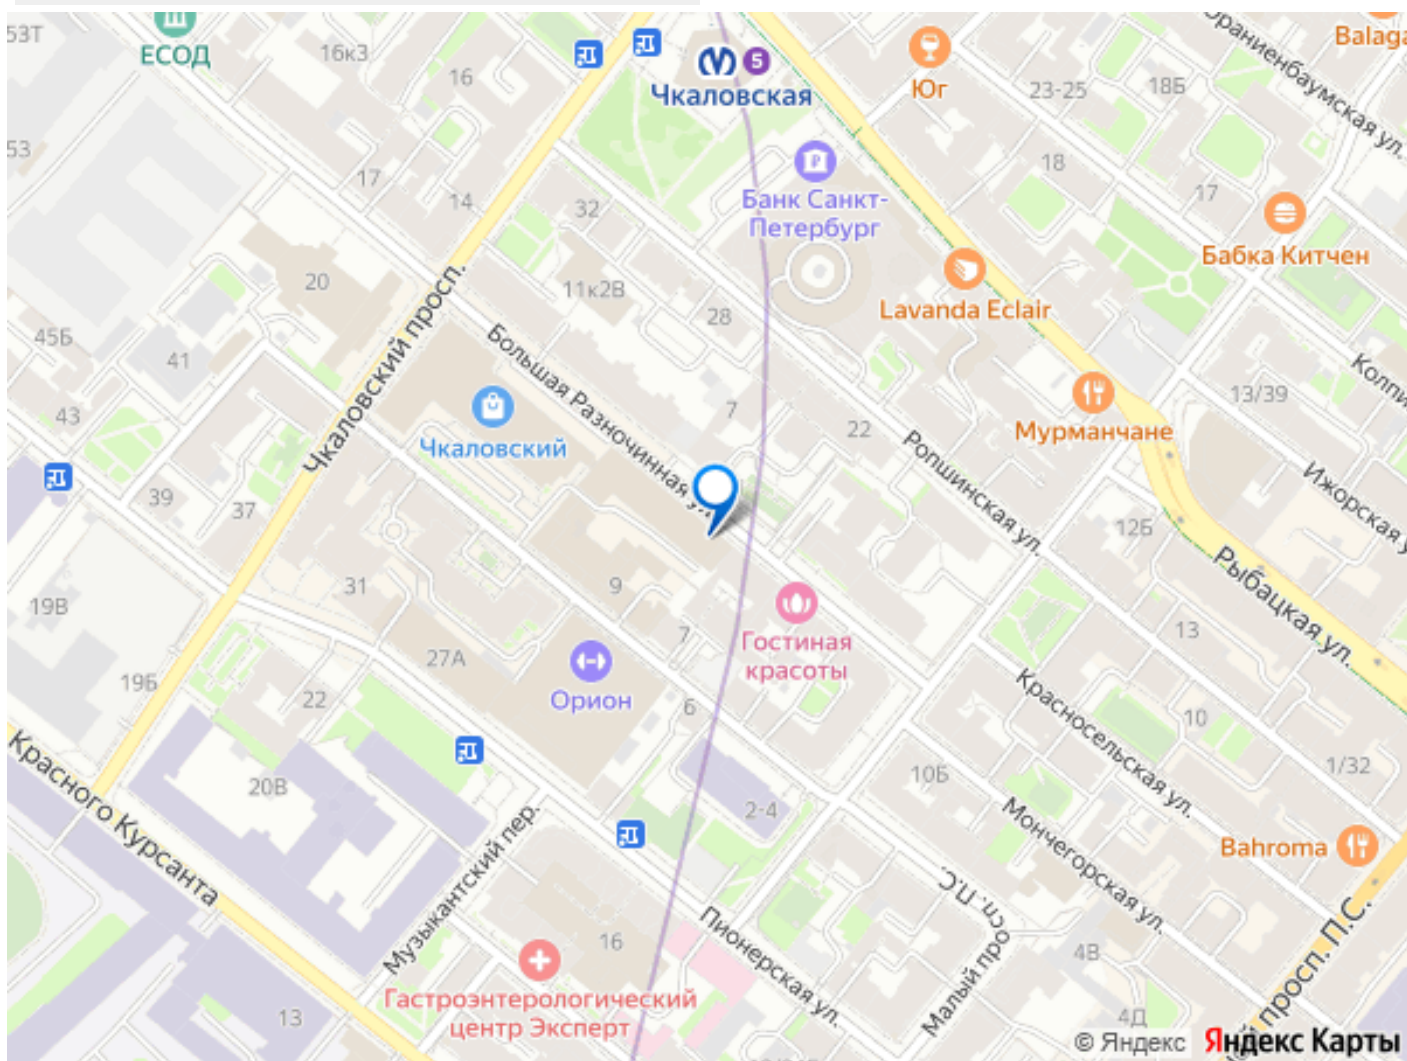 53Т
ЕСОД
16к3
16
5
Чкаловская
Юг
23-25
18Б
Ораниенбаумская ул.
Balaga
53
17
14
32
Банк Санкт-
Петербург
18
17
Бабка Китчен
20
11к2В
28
Lavanda Eclair
45Б
41
43
Чкаловский просп.
Большая Разночинная ул.
Чкаловский
7
22
Мурманчане
13/39
Колпи
Ропшинская ул.
Ижорская у
39
37
12Б
Рыбацкая ул.
31
9
19В
7
Гостиная
красоты
13
27А
Орион
19Б
22
6
Красносельская ул.
10
1/32
20В
2-4
10Б
Мончегорская ул.
Bahroma
Красного Курсанта
Музыкантский пер.
Малый просп. П.С.
Пионерская ул.
16
4В
Гастроэнтерологический
центр Эксперт
13
4Д
й просп. П.С.
© Яндекс Яндекс Карты